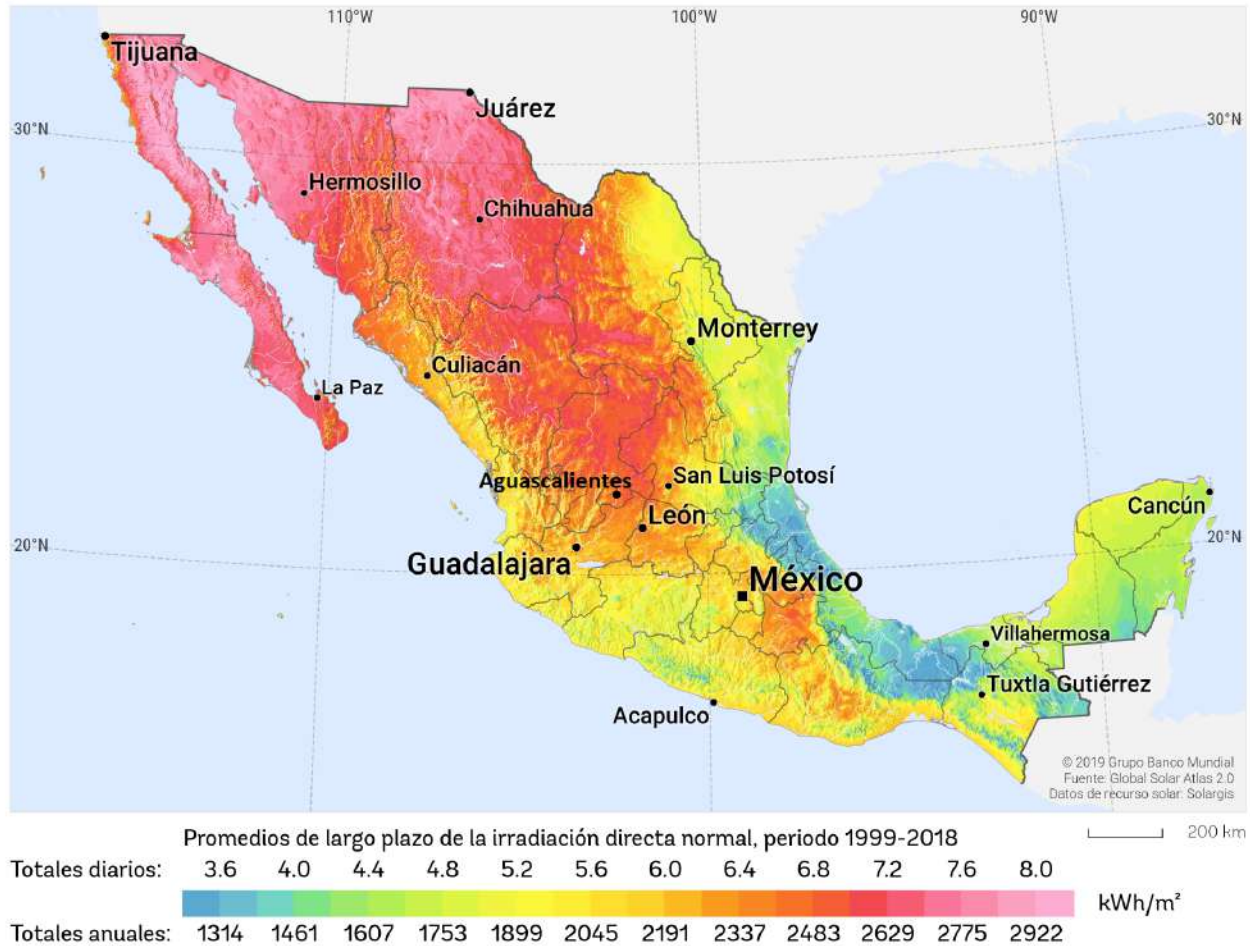 110°W 100°W 90°W
Tijuana
Juárez
30°N 30°N
Hermosillo
Chihuahua
Monterrey
Culiacán
La Paz
San Luis Potosí
Aguascalientes
Cancún
León
20°N 20°N
Guadalajara
México
Villahermosa
Tuxtla Gutiérrez
Acapulco
© 2019 Grupo Banco Mundial
Fuente: Global Solar Atlas 2.0
Datos de recurso solar: Solargis
Promedios de largo plazo de la irradiación directa normal, periodo 1999-2018
200 km
Totales diarios: 3.6 4.0 4.4 4.8 5.2 5.6 6.0 6.4 6.8 7.2 7.6 8.0
kWh/m²
Totales anuales: 1314 1461 1607 1753 1899 2045 2191 2337 2483 2629 2775 2922